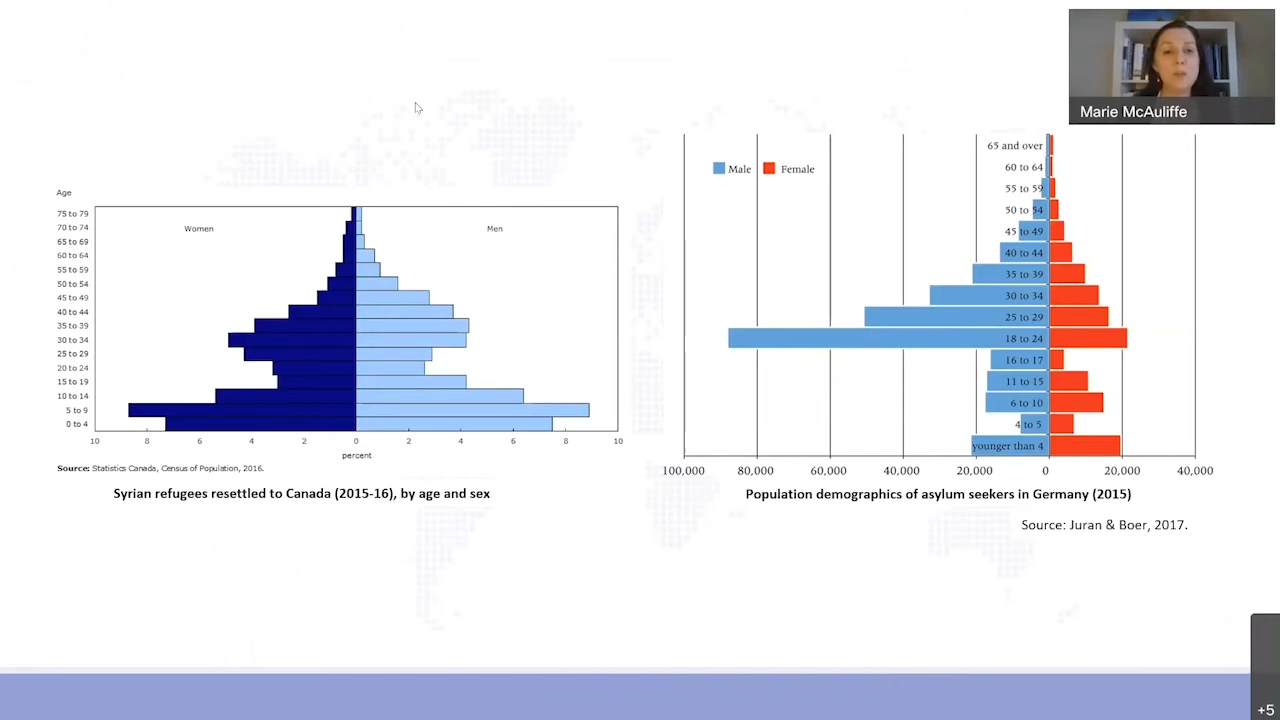 Marie McAuliffe
Age
75 to 79
70 to 74
65 to 69
60 to 64
55 to 59
50 to 54
45 to 49
40 to 44
35 to 39
30 to 34
25 to 29
20 to 24
15 to 19
10 to 14
5 to 9
0 to 4
Women
Men
10 8 6 4 2 0 2 4 6 8 10
percent
Source: Statistics Canada, Census of Population, 2016.
Syrian refugees resettled to Canada (2015-16), by age and sex
Male Female
65 and over
60 to 64
55 to 59
50 to 54
45 to 49
40 to 44
35 to 39
30 to 34
25 to 29
18 to 24
16 to 17
11 to 15
6 to 10
4 to 5
younger than 4
100,000 80,000 60,000 40,000 20,000 0 20,000 40,000
Population demographics of asylum seekers in Germany (2015)
Source: Juran & Boer, 2017.
+5